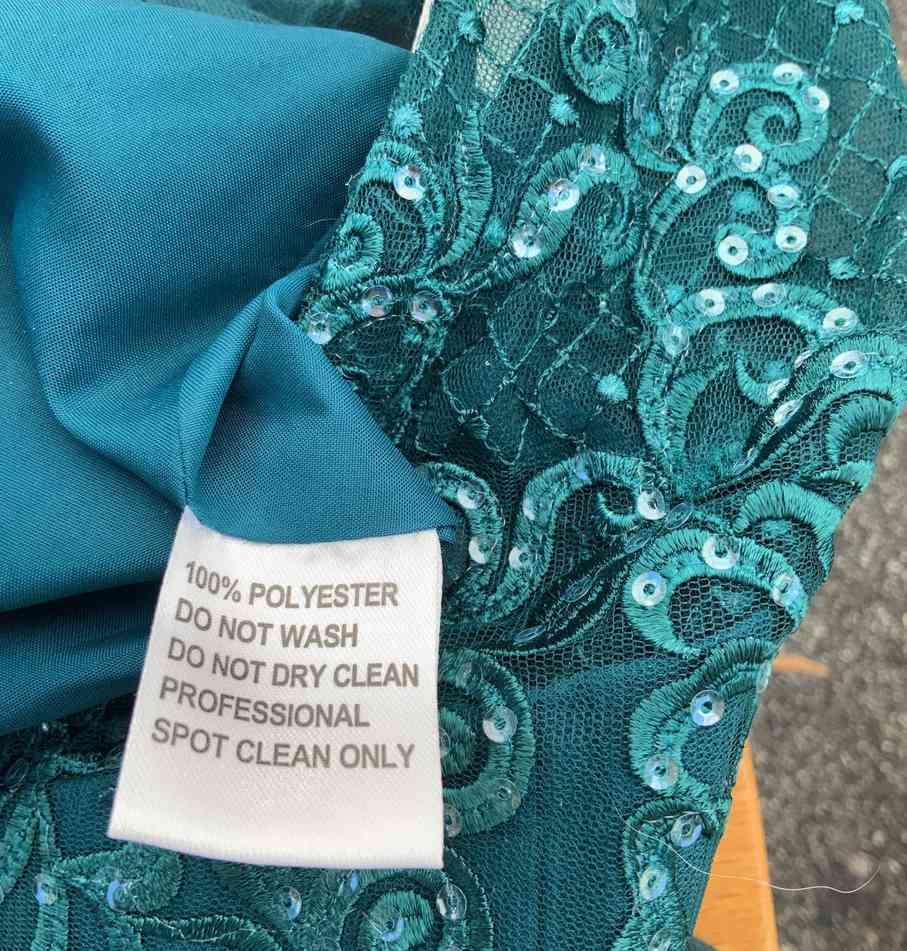 100% POLYESTER
DO NOT WASH
DO NOT DRY CLEAN
PROFESSIONAL
SPOT CLEAN ONLY